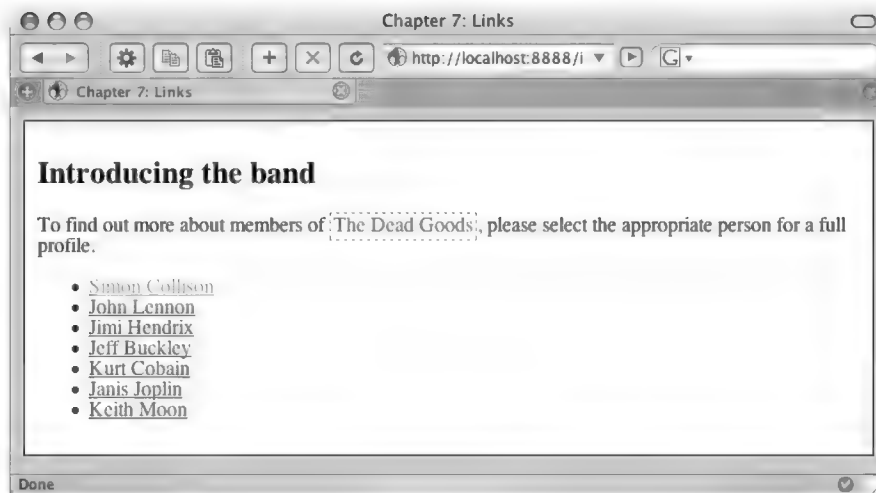 Chapter 7: Links
http://localhost:8888/i
G
Chapter 7: Links
Introducing the band
To find out more about members of The Dead Goods, please select the appropriate person for a full
profile.
Simon Collison
John Lennon
Jimi Hendrix
Jeff Buckley
Kurt Cobain
Janis Joplin
Keith Moon
Done